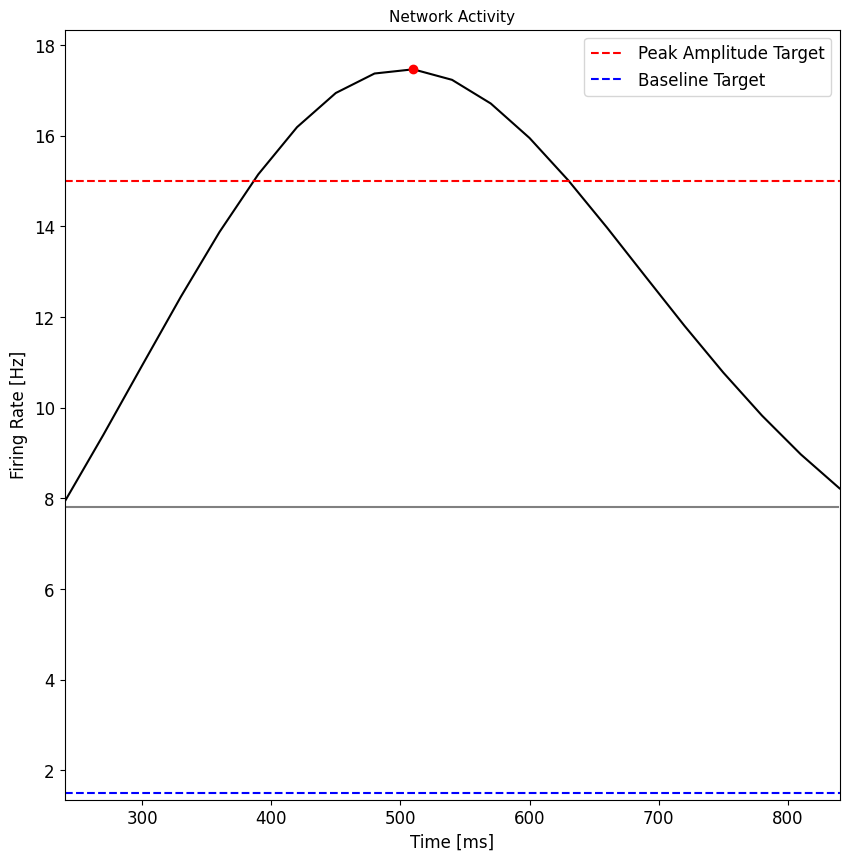 Network Activity
Peak Amplitude Target
Baseline Target
18
16
14
12
10
8
6
4
2
Firing Rate [Hz]
300 400 500 600 700 800
Time [ms]